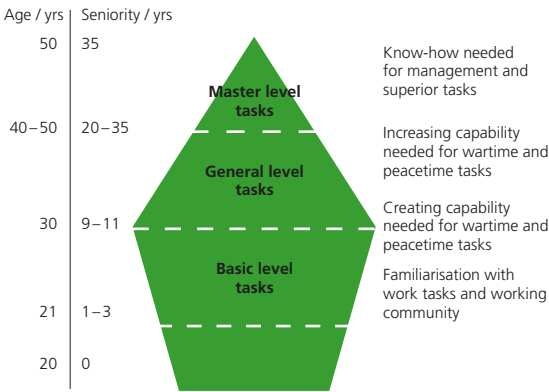 Age / yrs Seniority / yrs
50 35
Know-how needed
for management and
superior tasks
Master level
tasks
40–50 20–35
Increasing capability
needed for wartime and
peacetime tasks
General level
tasks
Creating capability
needed for wartime and
peacetime tasks
30 9–11
Basic level
tasks
Familiarisation with
work tasks and working
community
21 1–3
20 0